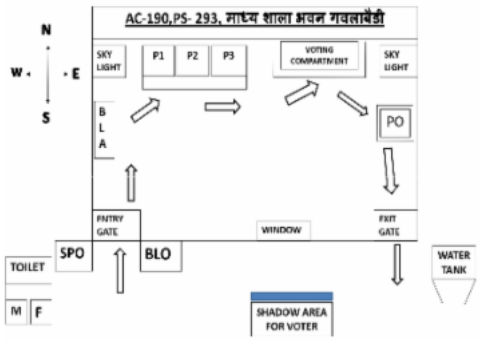 AC-190,PS- 293, माध्य शाला भवन गवलाबैडी
N
W
E
S
SKY
LIGHT
P1
P2
P3
VOTING
COMPARTMENT
SKY
LIGHT
B
L
A
PO
ENTRY
GATE
WINDOW
EXIT
GATE
SPO
BLO
TOILET
M
F
WATER
TANK
SHADOW AREA
FOR VOTER